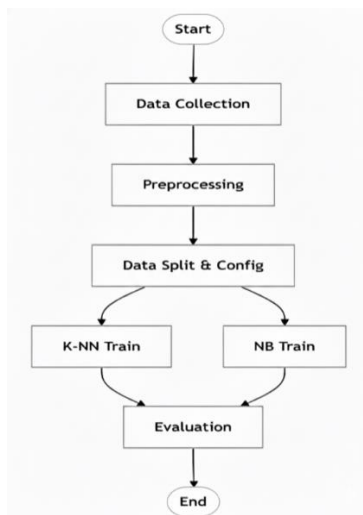 Start
Data Collection
Preprocessing
Data Split & Config
K-NN Train
NB Train
Evaluation
End